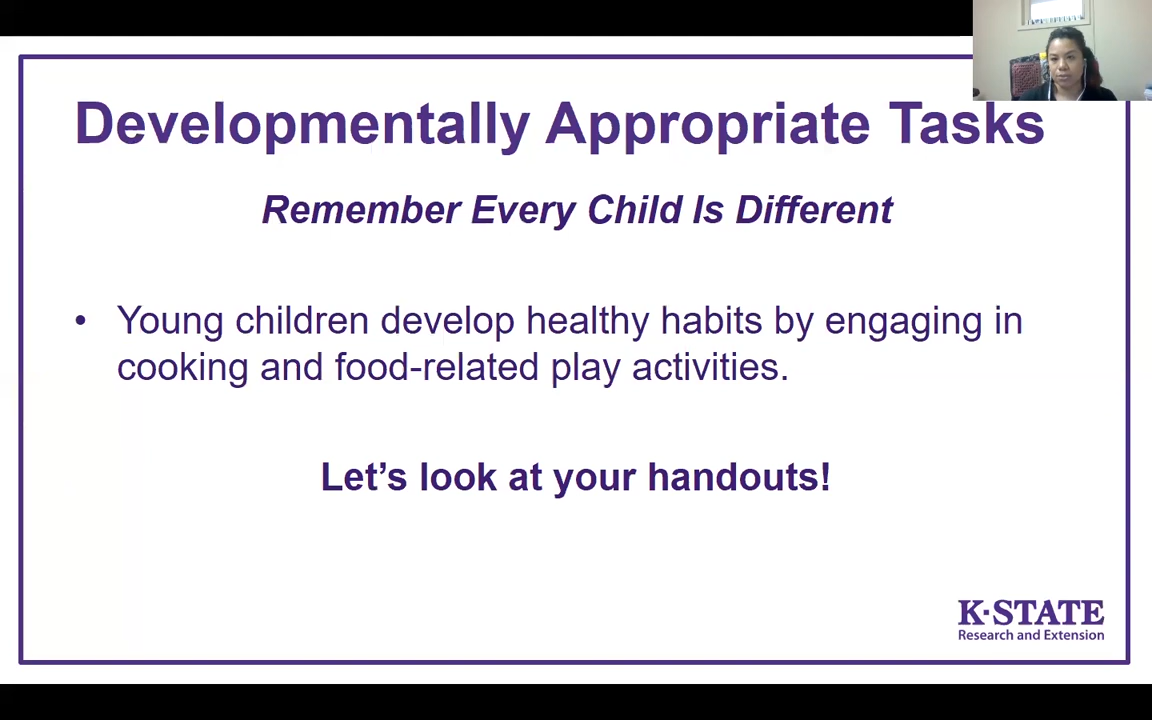 Developmentally Appropriate Tasks
Remember Every Child Is Different
• Young children develop healthy habits by engaging in
cooking and food-related play activities.
Let’s look at your handouts!
K·STATE
Research and Extension